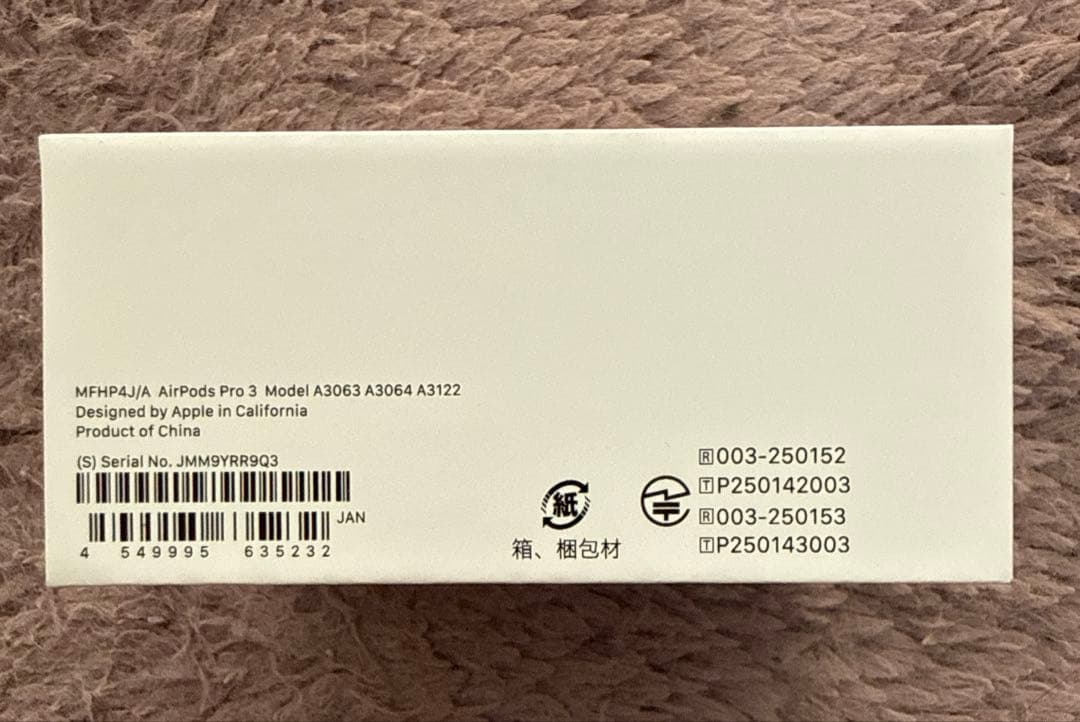 MFHP4J/A AirPods Pro 3 Model A3063 A3064 A3122
Designed by Apple in California
Product of China
(S) Serial No. JMM9YRR9Q3
JAN
4 549995 635232
紙
箱、梱包材
🅁003-250152
🅃P250142003
🅁003-250153
🅃P250143003